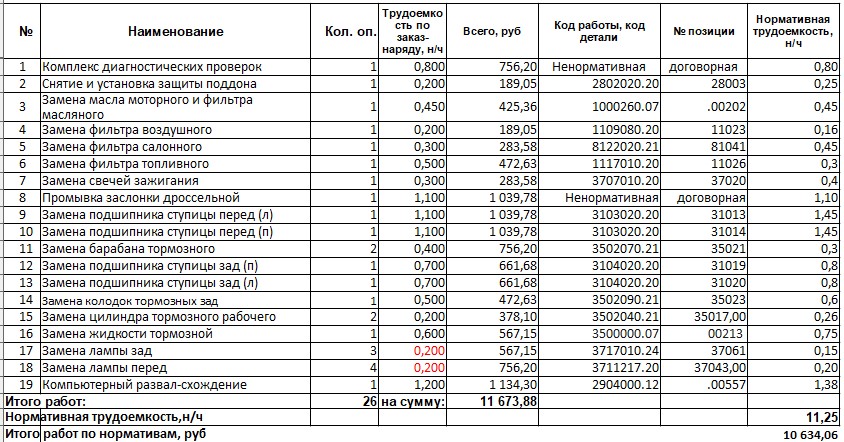 № Наименование Кол. оп. Трудоемко сть по заказ-наряду, н/ч Всего, руб Код работы, код детали № позиции Нормативная трудоемкость, н/ч
1 Комплекс диагностических проверок 1 0,800 756,20 Ненормативная договорная 0,80
2 Снятие и установка защиты поддона 1 0,200 189,05 2802020.20 28003 0,25
3 Замена масла моторного и фильтра масляного 1 0,450 425,36 1000260.07 .00202 0,45
4 Замена фильтра воздушного 1 0,200 189,05 1109080.20 11023 0,16
5 Замена фильтра салонного 1 0,300 283,58 8122020.21 81041 0,45
6 Замена фильтра топливного 1 0,500 472,63 1117010.20 11026 0,3
7 Замена свечей зажигания 1 0,300 283,58 3707010.20 37020 0,4
8 Промывка заслонки дроссельной 1 1,100 1 039,78 Ненормативная договорная 1,10
9 Замена подшипника ступицы перед (л) 1 1,100 1 039,78 3103020.20 31013 1,45
10 Замена подшипника ступицы перед (п) 1 1,100 1 039,78 3103020.20 31014 1,45
11 Замена барабана тормозного 2 0,400 756,20 3502070.21 35021 0,3
12 Замена подшипника ступицы зад (п) 1 0,700 661,68 3104020.20 31019 0,8
13 Замена подшипника ступицы зад (л) 1 0,700 661,68 3104020.20 31020 0,8
14 Замена колодок тормозных зад 1 0,500 472,63 3502090.21 35023 0,6
15 Замена цилиндра тормозного рабочего 2 0,200 378,10 3502040.21 35017,00 0,26
16 Замена жидкости тормозной 1 0,600 567,15 3500000.07 00213 0,75
17 Замена лампы зад 3 0,200 567,15 3717010.24 37061 0,15
18 Замена лампы перед 4 0,200 756,20 3711217.20 37043,00 0,20
19 Компьютерный развал-схождение 1 1,200 1 134,30 2904000.12 .00557 1,38
Итого работ: 26 на сумму: 11 673,88
Нормативная трудоемкость,н/ч 11,25
Итого работ по нормативам, руб 10 634,06